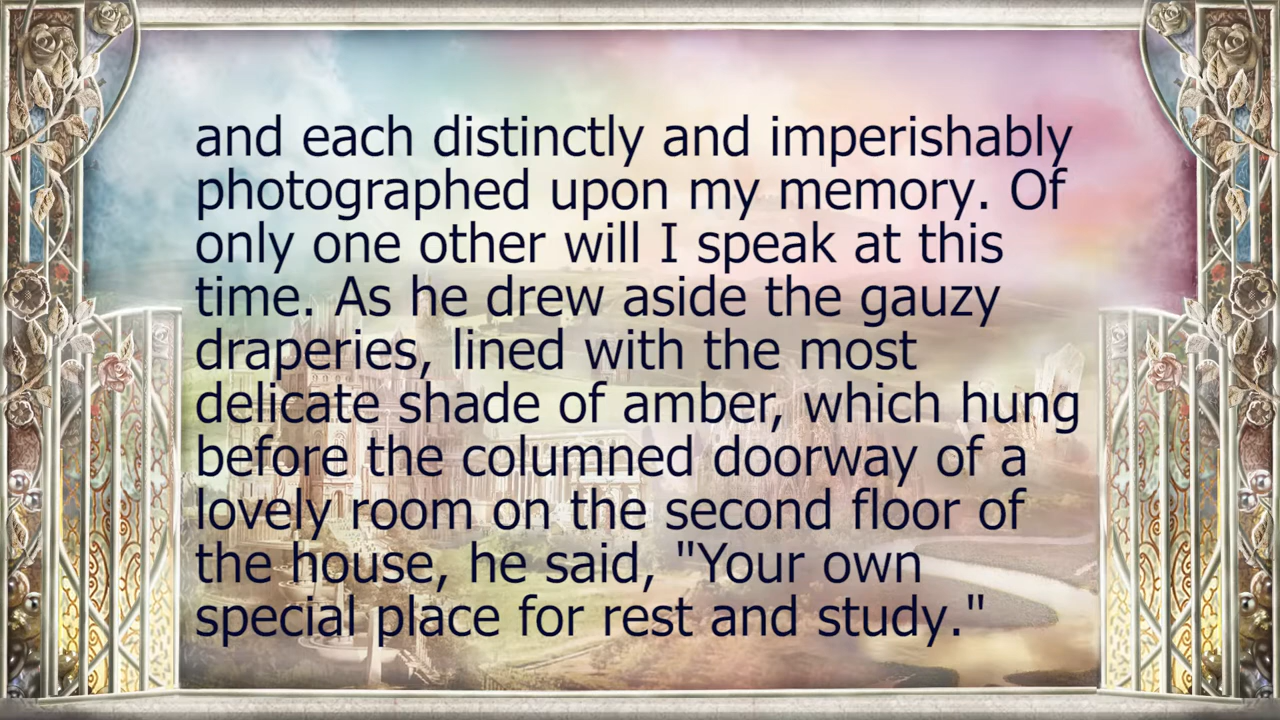 and each distinctly and imperishably
photographed upon my memory. Of
only one other will I speak at this
time. As he drew aside the gauzy
draperies, lined with the most
delicate shade of amber, which hung
before the columned doorway of a
lovely room on the second floor of
the house, he said, "Your own
special place for rest and study."